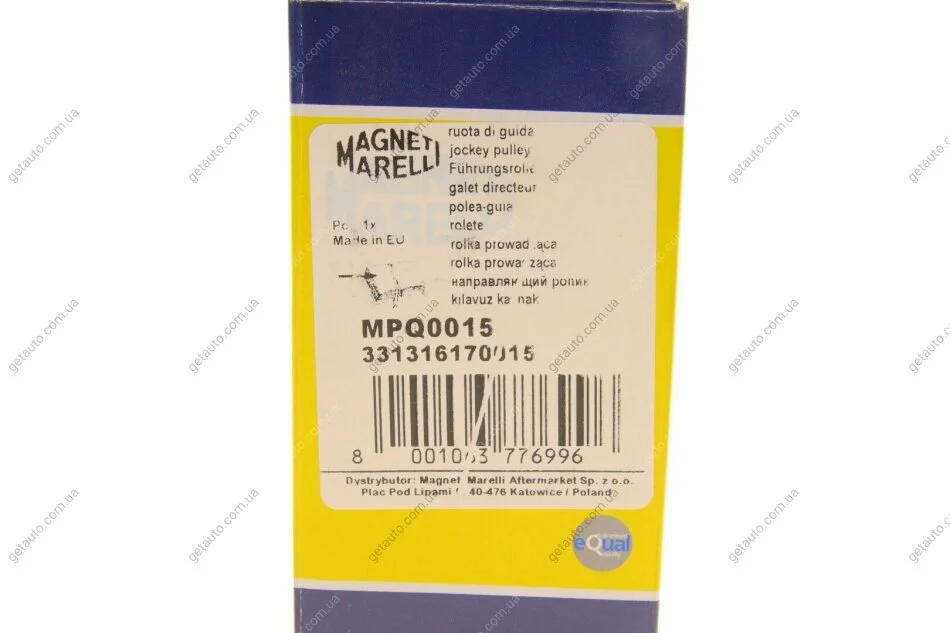 MAGNETI
MARELLI
ruota di guida
jockey pulley
Führungsrolle
galet directeur
polea-guia
rolete
rolka prowadząca
rolka prowadząca
направляющий ролик
kılavuz kasnak
1x
Made in EU
MPQ0015
331316170015
8 001063 776996
Dystrybutor: Magneti Marelli Aftermarket Sp. z o.o.
Plac Pod Lipami 40-476 Katowice / Poland
eQual
getauto.com.ua